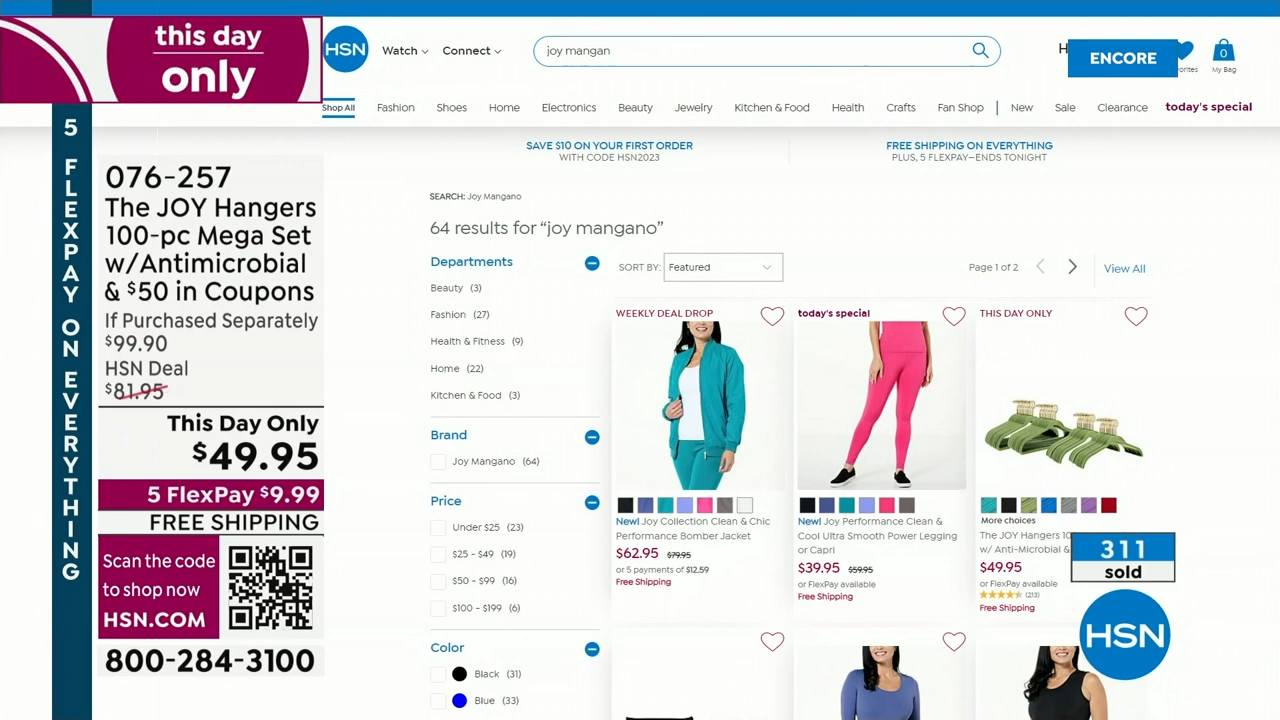 this day
only
HSN
Watch
Connect
joy mangan
H
ENCORE
orites
0
My Bag
Shop All
Fashion
Shoes
Home
Electronics
Beauty
Jewelry
Kitchen & Food
Health
Crafts
Fan Shop
New
Sale
Clearance
today's special
5 FLEXPAY ON EVERYTHING
SAVE $10 ON YOUR FIRST ORDER
WITH CODE HSN2023
FREE SHIPPING ON EVERYTHING
PLUS, 5 FLEXPAY—ENDS TONIGHT
076-257
The JOY Hangers
100-pc Mega Set
w/Antimicrobial
& $50 in Coupons
If Purchased Separately
$99.90
HSN Deal
$81.95
This Day Only
$49.95
5 FlexPay $9.99
FREE SHIPPING
Scan the code
to shop now
HSN.COM
800-284-3100
SEARCH: Joy Mangano
64 results for “joy mangano”
Departments
Beauty (3)
Fashion (27)
Health & Fitness (9)
Home (22)
Kitchen & Food (3)
Brand
Joy Mangano (64)
Price
Under $25 (23)
$25 - $49 (19)
$50 - $99 (16)
$100 - $199 (6)
Color
Black (31)
Blue (33)
SORT BY:
Featured
Page 1 of 2
View All
WEEKLY DEAL DROP
New! Joy Collection Clean & Chic
Performance Bomber Jacket
$62.95 $79.95
or 5 payments of $12.59
Free Shipping
today's special
New! Joy Performance Clean &
Cool Ultra Smooth Power Legging
or Capri
$39.95 $59.95
or FlexPay available
Free Shipping
THIS DAY ONLY
More choices
The JOY Hangers 10
w/ Anti-Microbial &
$49.95
or FlexPay available
(213)
Free Shipping
311
sold
HSN